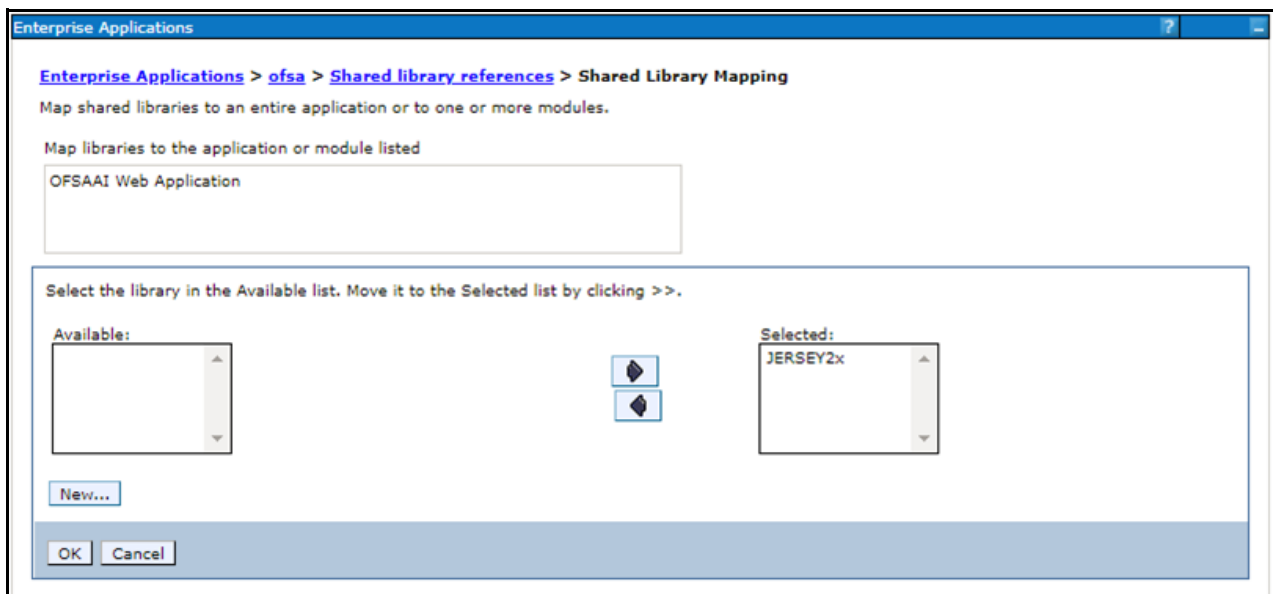 Enterprise Applications ? –
Enterprise Applications > ofsa > Shared library references > Shared Library Mapping
Map shared libraries to an entire application or to one or more modules.
Map libraries to the application or module listed
OFSAAI Web Application
Select the library in the Available list. Move it to the Selected list by clicking >>.
Available:
Selected:
JERSEY2x
New...
OK
Cancel